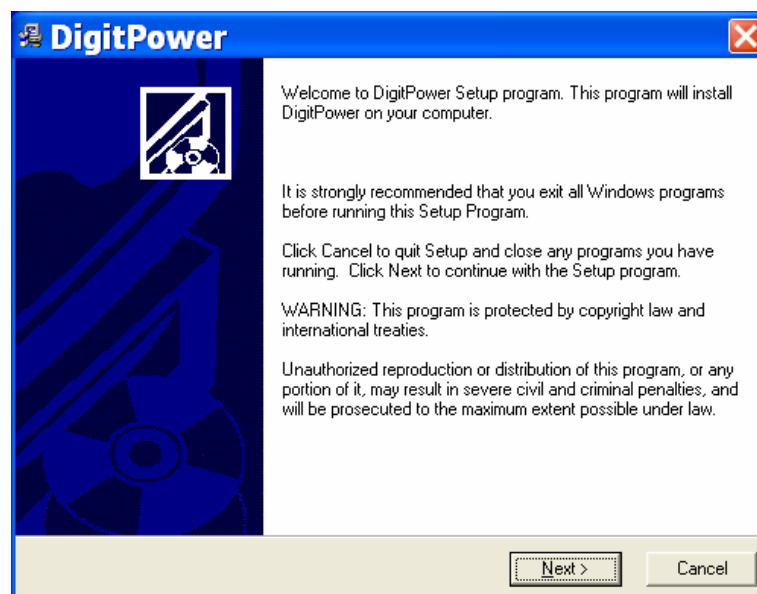 DigitPower
Welcome to DigitPower Setup program. This program will install
DigitPower on your computer.
It is strongly recommended that you exit all Windows programs
before running this Setup Program.
Click Cancel to quit Setup and close any programs you have
running. Click Next to continue with the Setup program.
WARNING: This program is protected by copyright law and
international treaties.
Unauthorized reproduction or distribution of this program, or any
portion of it, may result in severe civil and criminal penalties, and
will be prosecuted to the maximum extent possible under law.
Next >
Cancel